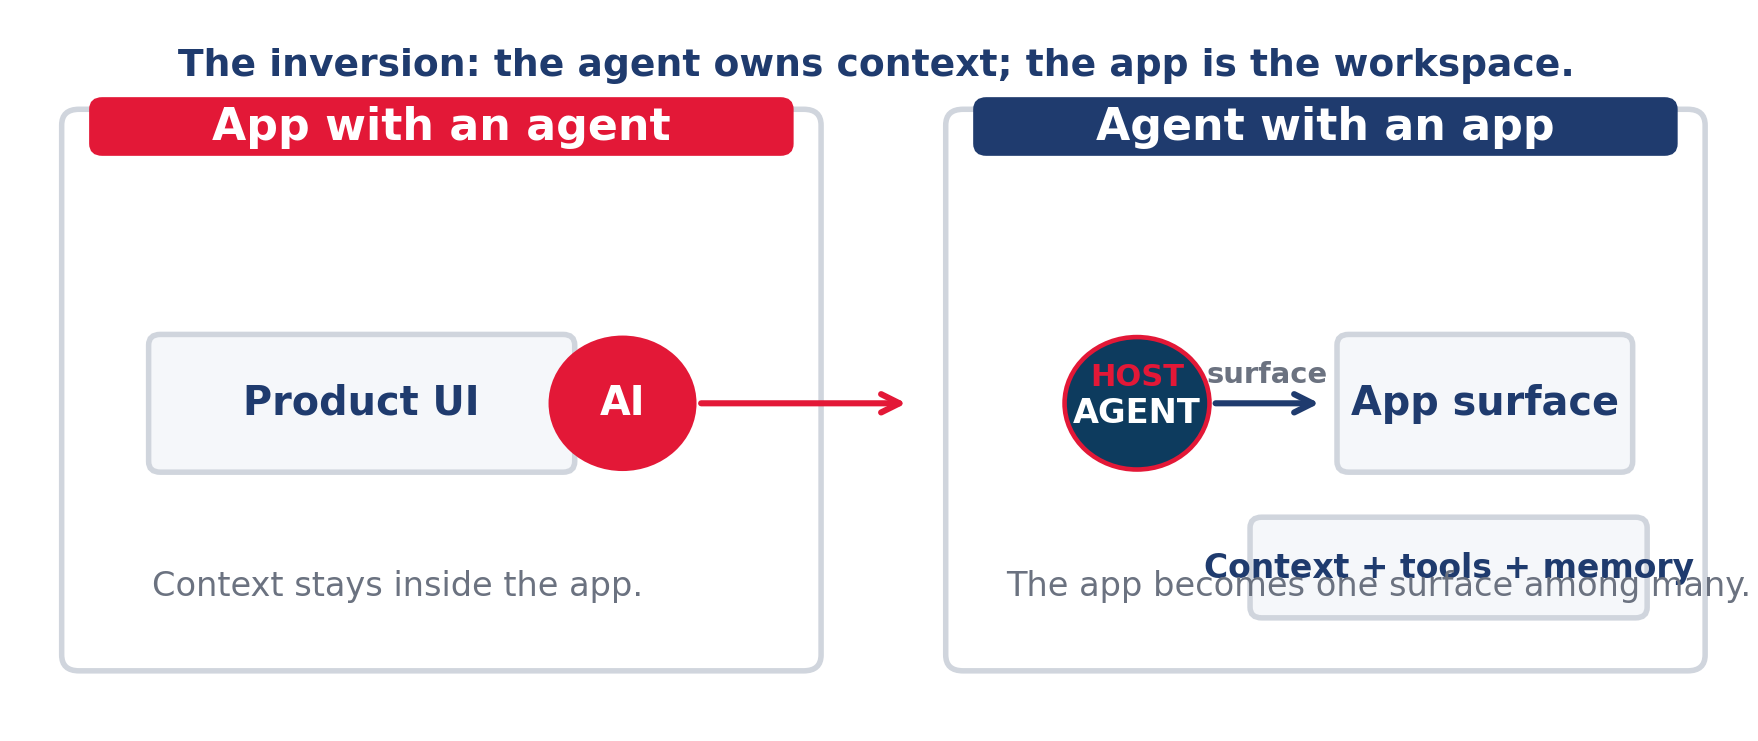 The inversion: the agent owns context; the app is the workspace.
App with an agent
Product UI
AI
Context stays inside the app.
Agent with an app
HOST
AGENT
surface
App surface
Context + tools + memory
The app becomes one surface among many.